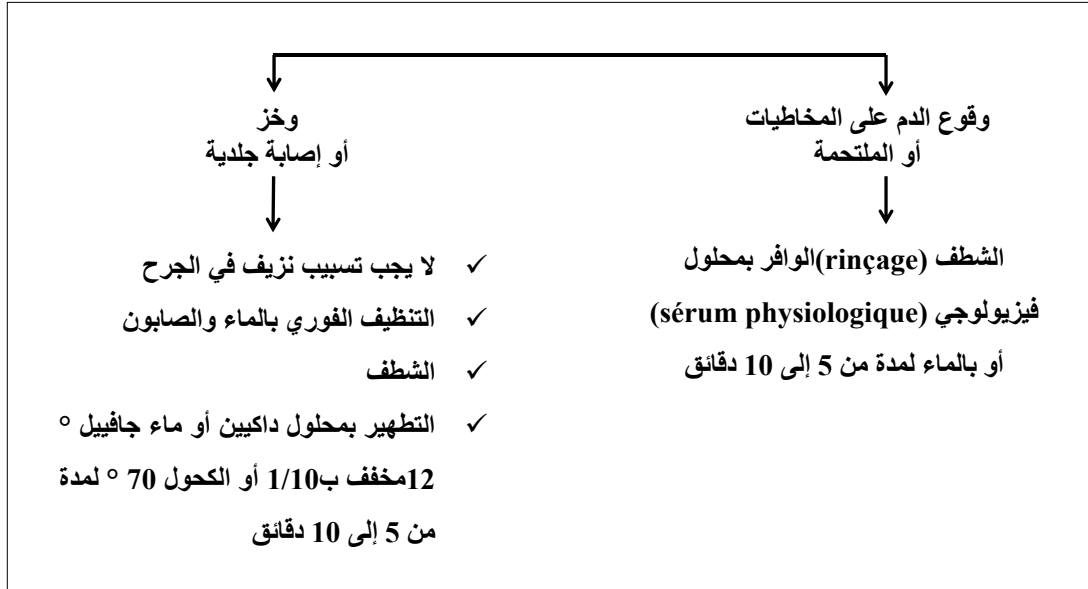 وقوع الدم على المخاطيات
أو الملتحمة
الشطف (rinçage)الوافر بمحلول
فيزيولوجي (sérum physiologique)
أو بالماء لمدة من 5 إلى 10 دقائق
وخز
أو إصابة جلدية
✓ لا يجب تسبيب نزيف في الجرح
✓ التنظيف الفوري بالماء والصابون
✓ الشطف
✓ التطهير بمحلول داكيين أو ماء جافييل °
12مخفف ب1/10 أو الكحول 70 ° لمدة
من 5 إلى 10 دقائق